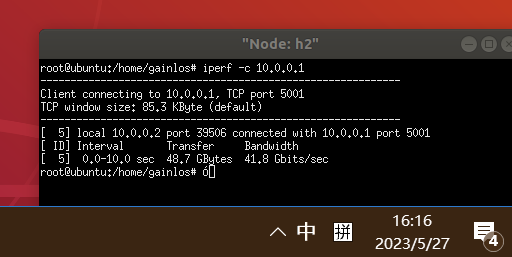 "Node: h2"
root@ubuntu:/home/gainlos# iperf -c 10.0.0.1
------------------------------------------------------------
Client connecting to 10.0.0.1, TCP port 5001
TCP window size: 85.3 KByte (default)
------------------------------------------------------------
[  5] local 10.0.0.2 port 39506 connected with 10.0.0.1 port 5001
[ ID] Interval       Transfer     Bandwidth
[  5]  0.0-10.0 sec  48.7 GBytes  41.8 Gbits/sec
root@ubuntu:/home/gainlos# ó
中 拼 16:16
2023/5/27 4